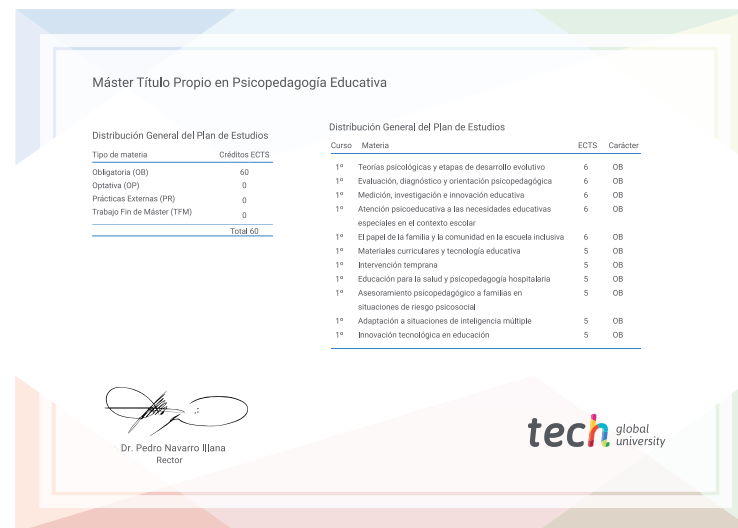 Máster Título Propio en Psicopedagogía Educativa
Distribución General del Plan de Estudios
Tipo de materia Créditos ECTS
Obligatoria (OB) 60
Optativa (OP) 0
Prácticas Externas (PR) 0
Trabajo Fin de Máster (TFM) 0
Total 60
Distribución General del Plan de Estudios
Curso Materia ECTS Carácter
1º Teorías psicológicas y etapas de desarrollo evolutivo 6 OB
1º Evaluación, diagnóstico y orientación psicopedagógica 6 OB
1º Medición, investigación e innovación educativa 6 OB
1º Atención psicoeducativa a las necesidades educativas 6 OB
especiales en el contexto escolar
1º El papel de la familia y la comunidad en la escuela inclusiva 6 OB
1º Materiales curriculares y tecnología educativa 5 OB
1º Intervención temprana 5 OB
1º Educación para la salud y psicopedagogía hospitalaria 5 OB
1º Asesoramiento psicopedagógico a familias en 5 OB
situaciones de riesgo psicosocial
1º Adaptación a situaciones de inteligencia múltiple 5 OB
1º Innovación tecnológica en educación 5 OB
Dr. Pedro Navarro Illana
Rector
tech global
university